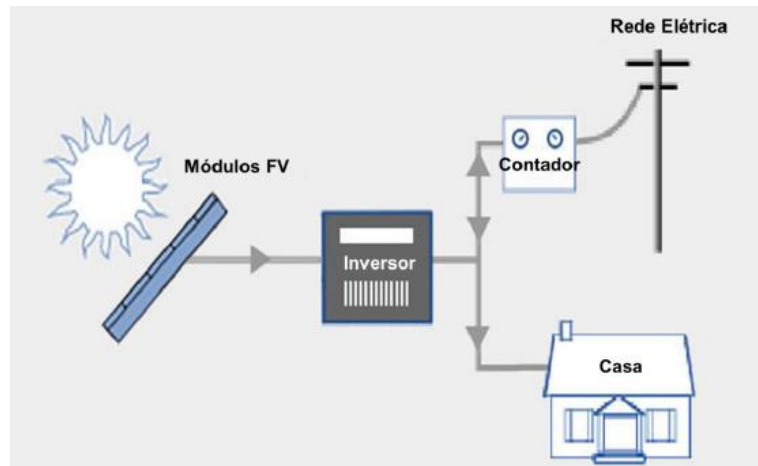 Rede Elétrica
Módulos FV
Contador
Inversor
Casa